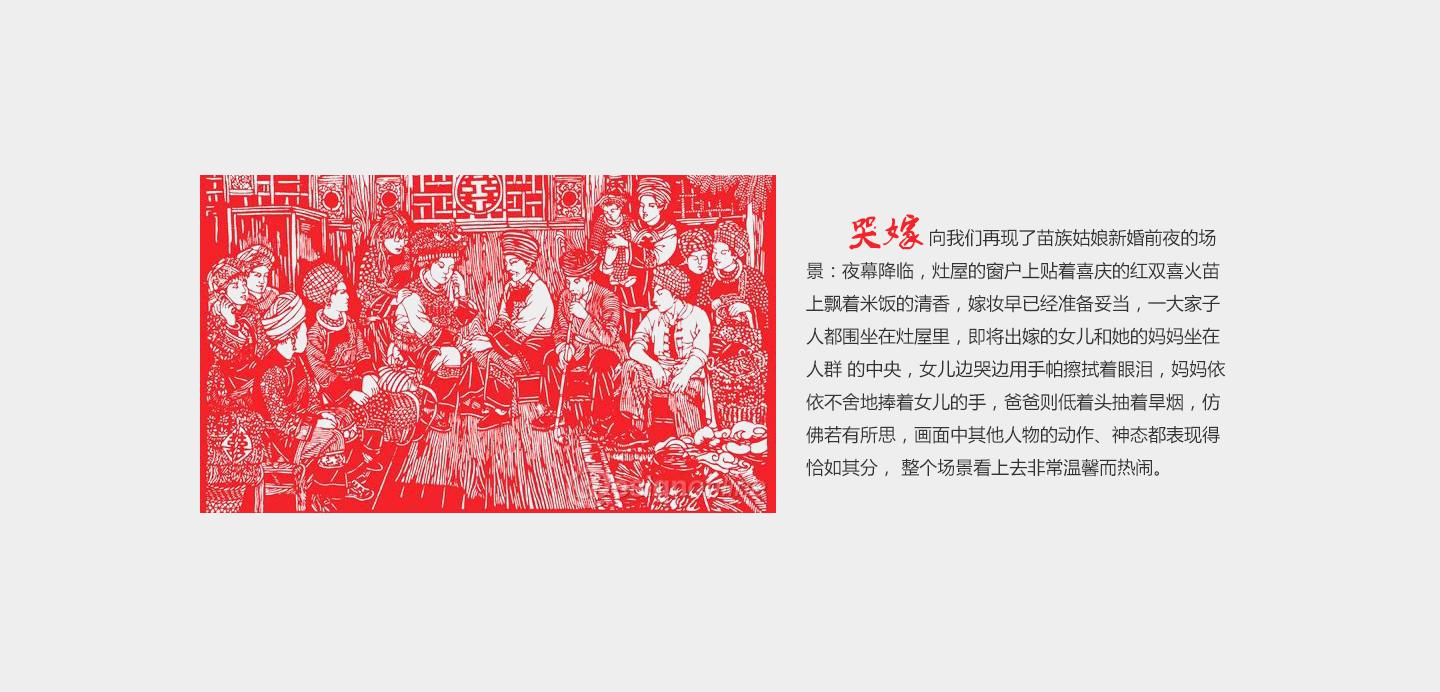 哭嫁 向我们再现了苗族姑娘新婚前夜的场
景：夜幕降临，灶屋的窗户上贴着喜庆的红双喜火苗
上飘着米饭的清香，嫁妆早已经准备妥当，一大家子
人都围坐在灶屋里，即将出嫁的女儿和她的妈妈坐在
人群 的中央，女儿边哭边用手帕擦拭着眼泪，妈妈依
依不舍地捧着女儿的手，爸爸则低着头抽着旱烟，仿
佛若有所思，画面中其他人物的动作、神态都表现得
恰如其分， 整个场景看上去非常温馨而热闹。
囍